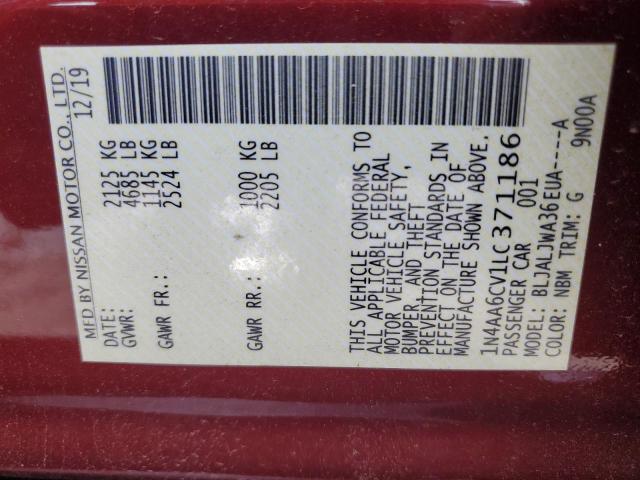 MFD BY NISSAN MOTOR CO., LTD.
DATE: 12/19
GVWR: 2125 KG
4685 LB
GAWR FR.: 1145 KG
2524 LB
GAWR RR.: 1000 KG
2205 LB
THIS VEHICLE CONFORMS TO
ALL APPLICABLE FEDERAL
MOTOR VEHICLE SAFETY,
BUMPER, AND THEFT
PREVENTION STANDARDS IN
EFFECT ON THE DATE OF
MANUFACTURE SHOWN ABOVE.
1N4AA6CV1LC371186
PASSENGER CAR 001
MODEL: BLJALJWA36EUA-----A
COLOR: NBM TRIM: G 9N00A